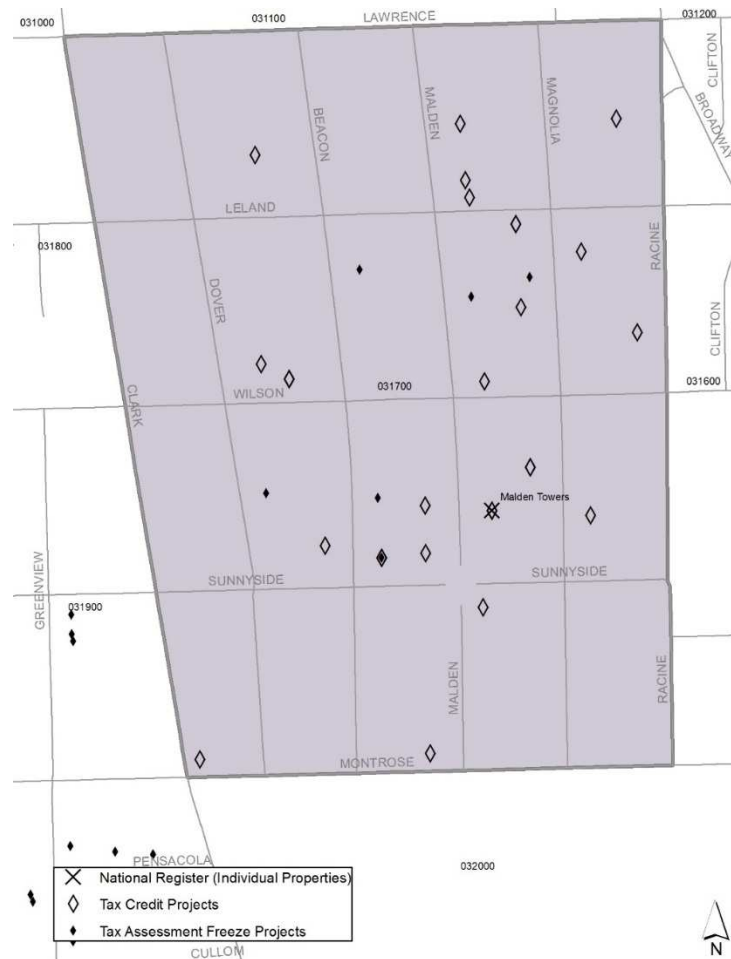 031000
031100
LAWRENCE
031200
CLIFTON
BROADWAY
BEACON
MALDEN
MAGNOLIA
LELAND
031800
RACINE
DOVER
CLIFTON
CLARK
WILSON
031700
031600
Malden Towers
GREENVIEW
SUNNYSIDE
SUNNYSIDE
031900
MALDEN
RACINE
MONTROSE
PENSACOLA
032000
National Register (Individual Properties)
Tax Credit Projects
Tax Assessment Freeze Projects
CULLOM
N